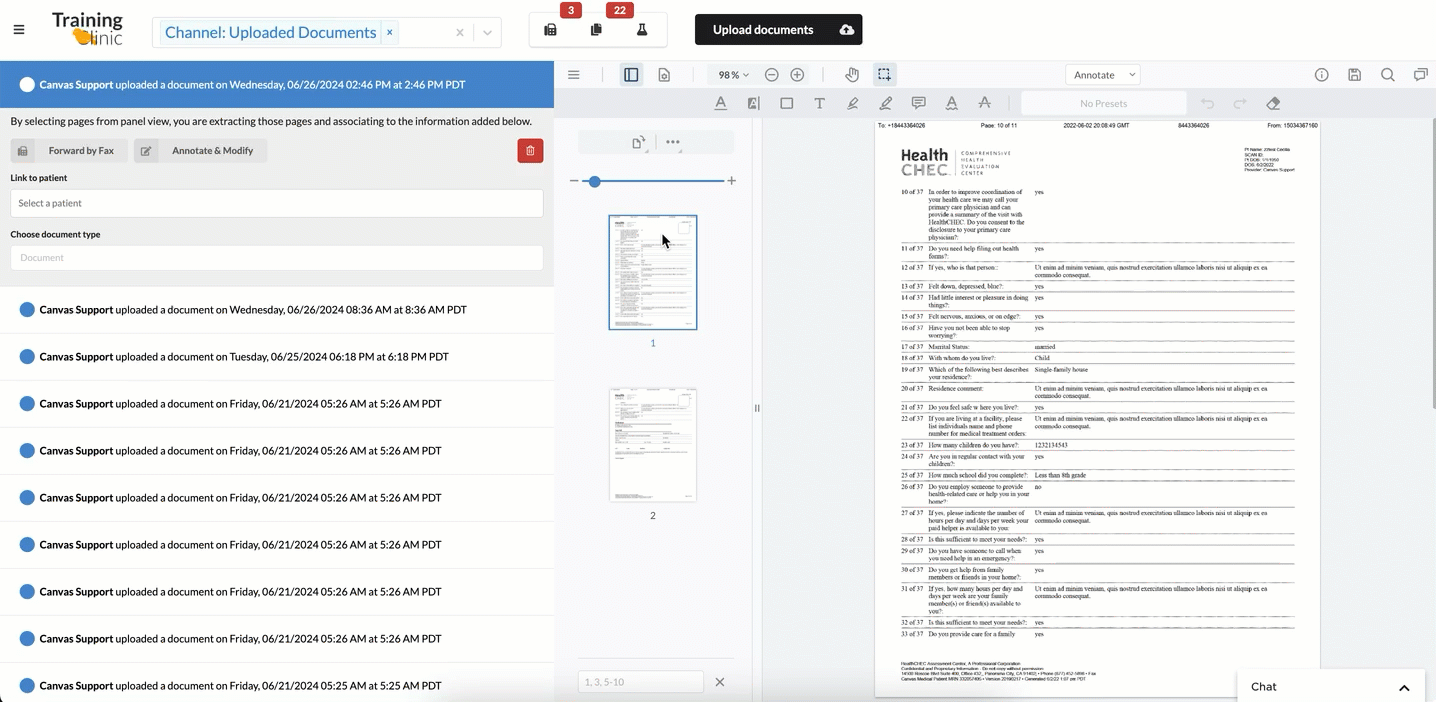 Training
Clinic
Channel: Uploaded Documents ×
3
22
Upload documents
Canvas Support uploaded a document on Wednesday, 06/26/2024 02:46 PM at 2:46 PM PDT
By selecting pages from panel view, you are extracting those pages and associating to the information added below.
Forward by Fax
Annotate & Modify
Link to patient
Select a patient
Choose document type
Document
Canvas Support uploaded a document on Wednesday, 06/26/2024 08:36 AM at 8:36 AM PDT
Canvas Support uploaded a document on Tuesday, 06/25/2024 06:18 PM at 6:18 PM PDT
Canvas Support uploaded a document on Friday, 06/21/2024 05:26 AM at 5:26 AM PDT
Canvas Support uploaded a document on Friday, 06/21/2024 05:26 AM at 5:26 AM PDT
Canvas Support uploaded a document on Friday, 06/21/2024 05:26 AM at 5:26 AM PDT
Canvas Support uploaded a document on Friday, 06/21/2024 05:26 AM at 5:26 AM PDT
Canvas Support uploaded a document on Friday, 06/21/2024 05:26 AM at 5:26 AM PDT
Canvas Support uploaded a document on Friday, 06/21/2024 05:26 AM at 5:26 AM PDT
Canvas Support uploaded a document on Friday, 06/21/2024 05:25 AM at 5:25 AM PDT
98 %
Annotate
No Presets
1
2
1, 3, 5-10
To: +18443364026 Page: 10 of 11 2022-06-02 20:08:49 GMT 8443364026 From: 15034367160
Health
CHEC
COMPREHENSIVE
HEALTH
EVALUATION
CENTER
SCAN ID:
DOS: 6/2/2022
Provider: Canvas Support
10 of 37 In order to improve coordination of yes
your health care we may call your
primary care physician and can
provide a summary of the visit with
HealthCHEC. Do you consent to the
disclosure to your primary care
physician?:
11 of 37 Do you need help filing out health yes
forms?:
12 of 37 If yes, who is that person.: Ut enim ad minim veniam, quis nostrud exercitation ullamco laboris nisi ut aliquip ex ea
commodo consequat.
13 of 37 Felt down, depressed, blue?: yes
14 of 37 Had little interest or pleasure in doing yes
things?:
15 of 37 Felt nervous, anxious, or on edge?: yes
16 of 37 Have you not been able to stop yes
worrying?:
17 of 37 Marital Status: married
18 of 37 With whom do you live?: Child
19 of 37 Which of the following best describes Single-family house
your residence?:
20 of 37 Residence comment: Ut enim ad minim veniam, quis nostrud exercitation ullamco laboris nisi ut aliquip ex ea
commodo consequat.
21 of 37 Do you feel safe w here you live?: yes
22 of 37 If you are living at a facility, please Ut enim ad minim veniam, quis nostrud exercitation ullamco laboris nisi ut aliquip ex ea
list individuals name and phone commodo consequat.
number for medical treatment orders:
23 of 37 How many children do you have?: 1232134543
24 of 37 Are you in regular contact with your yes
children?:
25 of 37 How much school did you complete?: Less than 8th grade
26 of 37 Do you employ someone to provide no
health-related care or help you in your
home?:
27 of 37 If yes, please indicate the number of Ut enim ad minim veniam, quis nostrud exercitation ullamco laboris nisi ut aliquip ex ea
hours per day and days per week your commodo consequat.
paid helper is available to you:
28 of 37 Is this sufficient to meet your needs?: yes
29 of 37 Do you have someone to call when yes
you need help in an emergency?:
30 of 37 Do you get help from family yes
members or friends in your home?:
31 of 37 If yes, how many hours per day and Ut enim ad minim veniam, quis nostrud exercitation ullamco laboris nisi ut aliquip ex ea
days per week are your family commodo consequat.
member(s) or friend(s) available to
you?:
32 of 37 Is this sufficient to meet your needs?: yes
33 of 37 Do you provide care for a family yes
HealthCHEC Assessment Center, A Professional Corporation
Confidential and Proprietary Information - Do not copy without permission
Chat